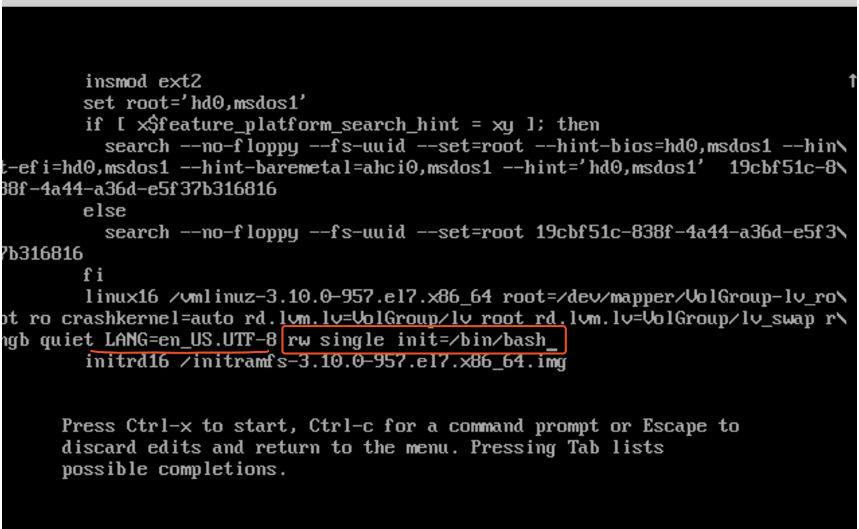 insmod ext2
set root='hd0,msdos1'
if [ x$feature_platform_search_hint = xy ]; then
search --no-floppy --fs-uuid --set=root --hint-bios=hd0,msdos1 --hin\
t-efi=hd0,msdos1 --hint-baremetal=ahci0,msdos1 --hint='hd0,msdos1'  19cbf51c-8\
38f-4a44-a36d-e5f37b316816
else
search --no-floppy --fs-uuid --set=root 19cbf51c-838f-4a44-a36d-e5f3\
7b316816
fi
linux16 /vmlinuz-3.10.0-957.el7.x86_64 root=/dev/mapper/VolGroup-lv_ro\
ot ro crashkernel=auto rd.lvm.lv=VolGroup/lv_root rd.lvm.lv=VolGroup/lv_swap r\
hgb quiet LANG=en_US.UTF-8 rw single init=/bin/bash_
initrd16 /initramfs-3.10.0-957.el7.x86_64.img
Press Ctrl-x to start, Ctrl-c for a command prompt or Escape to
discard edits and return to the menu. Pressing Tab lists
possible completions.